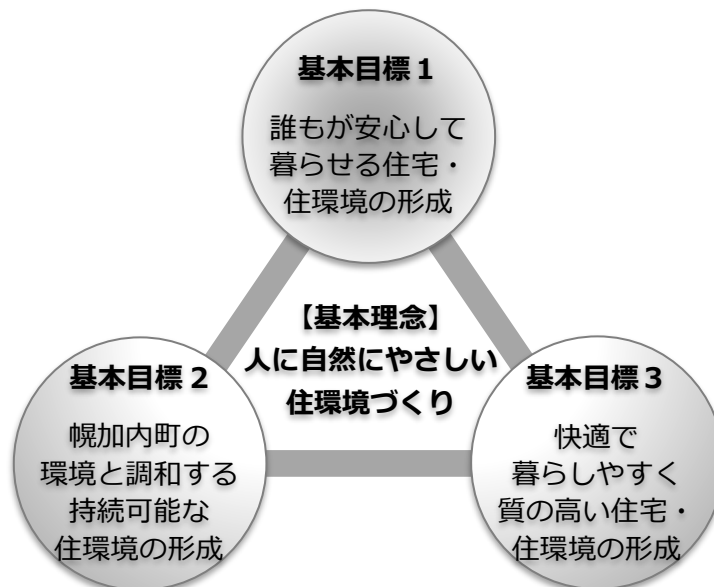 基本目標1
誰もが安心して
暮らせる住宅・
住環境の形成
【基本理念】
人に自然にやさしい
住環境づくり
基本目標2
幌加内町の
環境と調和する
持続可能な
住環境の形成
基本目標3
快適で
暮らしやすく
質の高い住宅・
住環境の形成